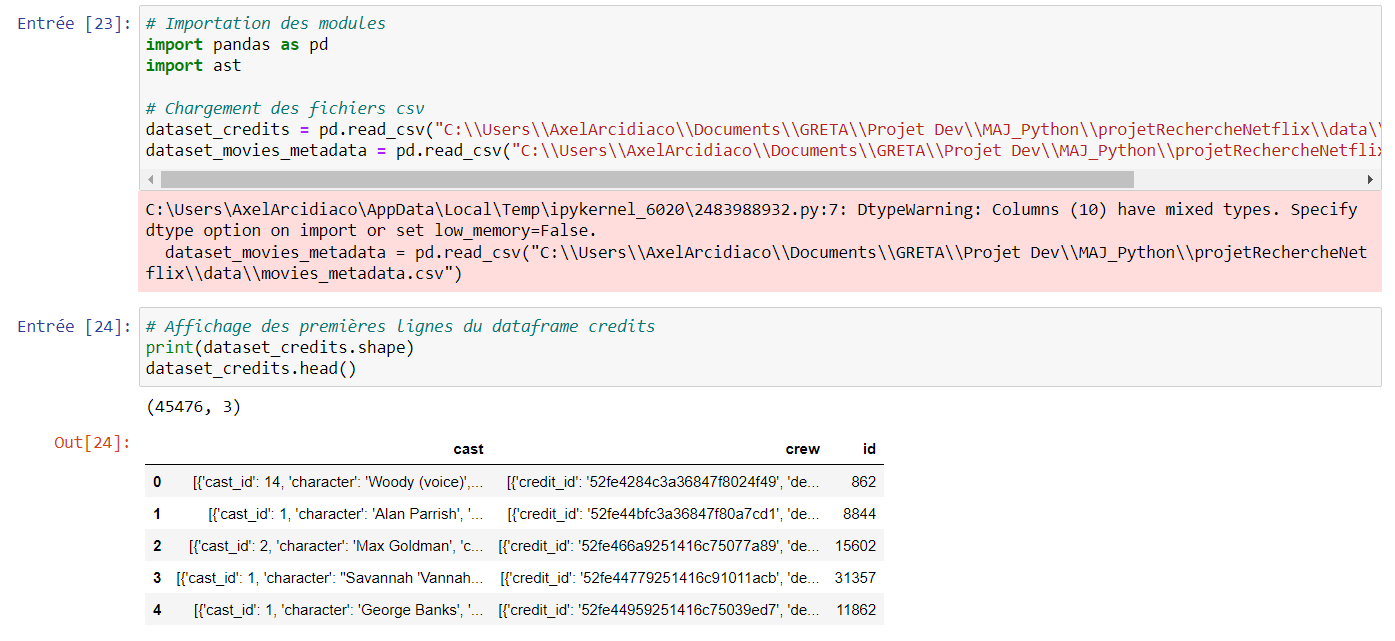 Entrée [23]: # Importation des modules
import pandas as pd
import ast
# Chargement des fichiers csv
dataset_credits = pd.read_csv("C:\\Users\\AxelArcidiaco\\Documents\\GRETA\\Projet Dev\\MAJ_Python\\projetRechercheNetflix\\data\
dataset_movies_metadata = pd.read_csv("C:\\Users\\AxelArcidiaco\\Documents\\GRETA\\Projet Dev\\MAJ_Python\\projetRechercheNetflix
C:\Users\AxelArcidiaco\AppData\Local\Temp\ipykernel_6020\2483988932.py:7: DtypeWarning: Columns (10) have mixed types. Specify
dtype option on import or set low_memory=False.
dataset_movies_metadata = pd.read_csv("C:\\Users\\AxelArcidiaco\\Documents\\GRETA\\Projet Dev\\MAJ_Python\\projetRechercheNet
flix\\data\\movies_metadata.csv")
Entrée [24]: # Affichage des premières lignes du dataframe credits
print(dataset_credits.shape)
dataset_credits.head()
(45476, 3)
Out[24]:
cast crew id
0 [{'cast_id': 14, 'character': 'Woody (voice)',... [{'credit_id': '52fe4284c3a36847f8024f49', 'de... 862
1 [{'cast_id': 1, 'character': 'Alan Parrish', '... [{'credit_id': '52fe44bfc3a36847f80a7cd1', 'de... 8844
2 [{'cast_id': 2, 'character': 'Max Goldman', 'c... [{'credit_id': '52fe466a9251416c75077a89', 'de... 15602
3 [{'cast_id': 1, 'character': "Savannah 'Vannah... [{'credit_id': '52fe44779251416c91011acb', 'de... 31357
4 [{'cast_id': 1, 'character': 'George Banks', '... [{'credit_id': '52fe44959251416c75039ed7', 'de... 11862